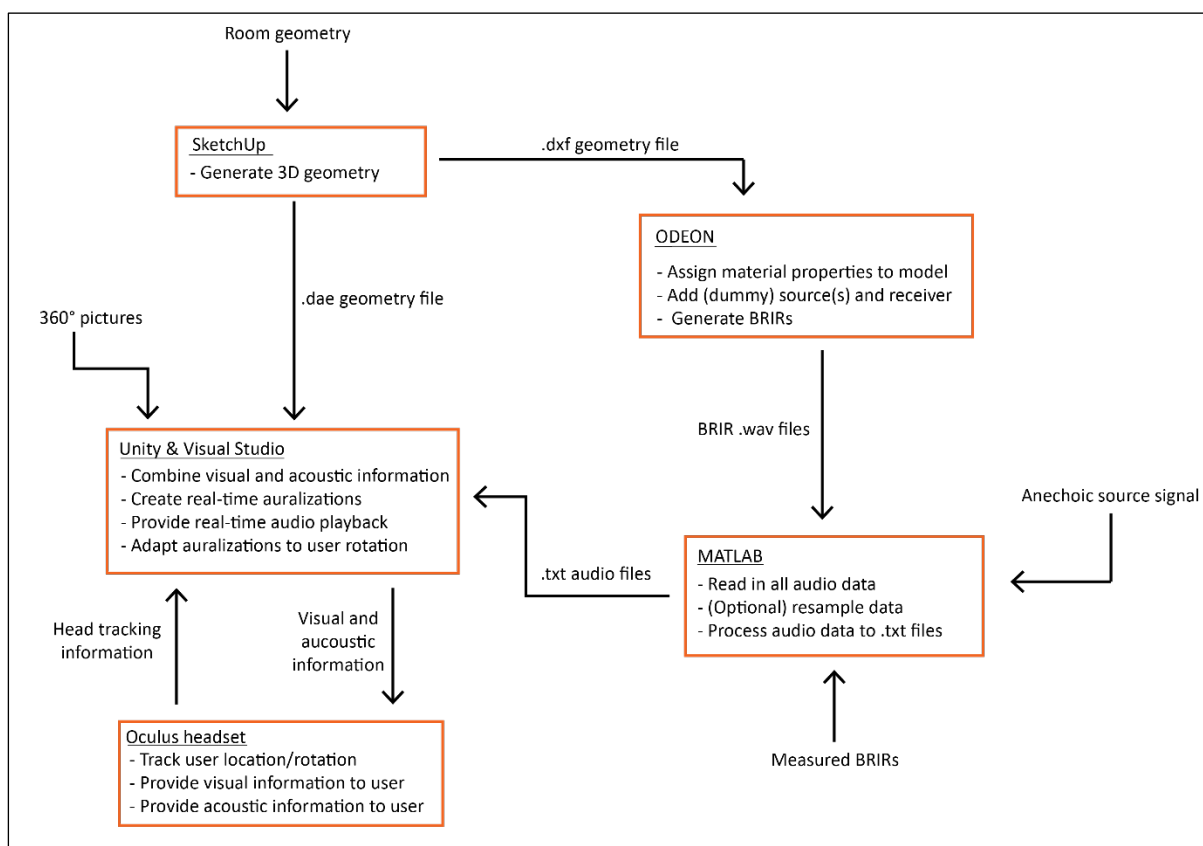 Room geometry
SketchUp
- Generate 3D geometry
.dxf geometry file
ODEON
- Assign material properties to model
- Add (dummy) source(s) and receiver
- Generate BRIRs
.dae geometry file
360° pictures
BRIR .wav files
Unity & Visual Studio
- Combine visual and acoustic information
- Create real-time auralizations
- Provide real-time audio playback
- Adapt auralizations to user rotation
Anechoic source signal
MATLAB
- Read in all audio data
- (Optional) resample data
- Process audio data to .txt files
.txt audio files
Head tracking
information
Visual and
aucoustic
information
Oculus headset
- Track user location/rotation
- Provide visual information to user
- Provide acoustic information to user
Measured BRIRs